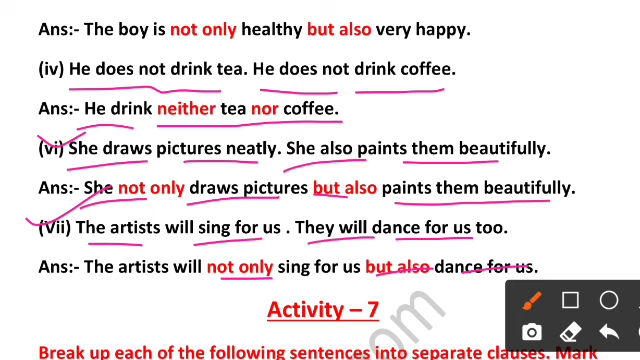 Ans:- The boy is not only healthy but also very happy.
(iv) He does not drink tea. He does not drink coffee.
Ans:- He drink neither tea nor coffee.
(vi) She draws pictures neatly. She also paints them beautifully.
Ans:- She not only draws pictures but also paints them beautifully.
(Vii) The artists will sing for us . They will dance for us too.
Ans:- The artists will not only sing for us but also dance for us.
Activity – 7
Break up each of the following sentences into separate clauses. Mark